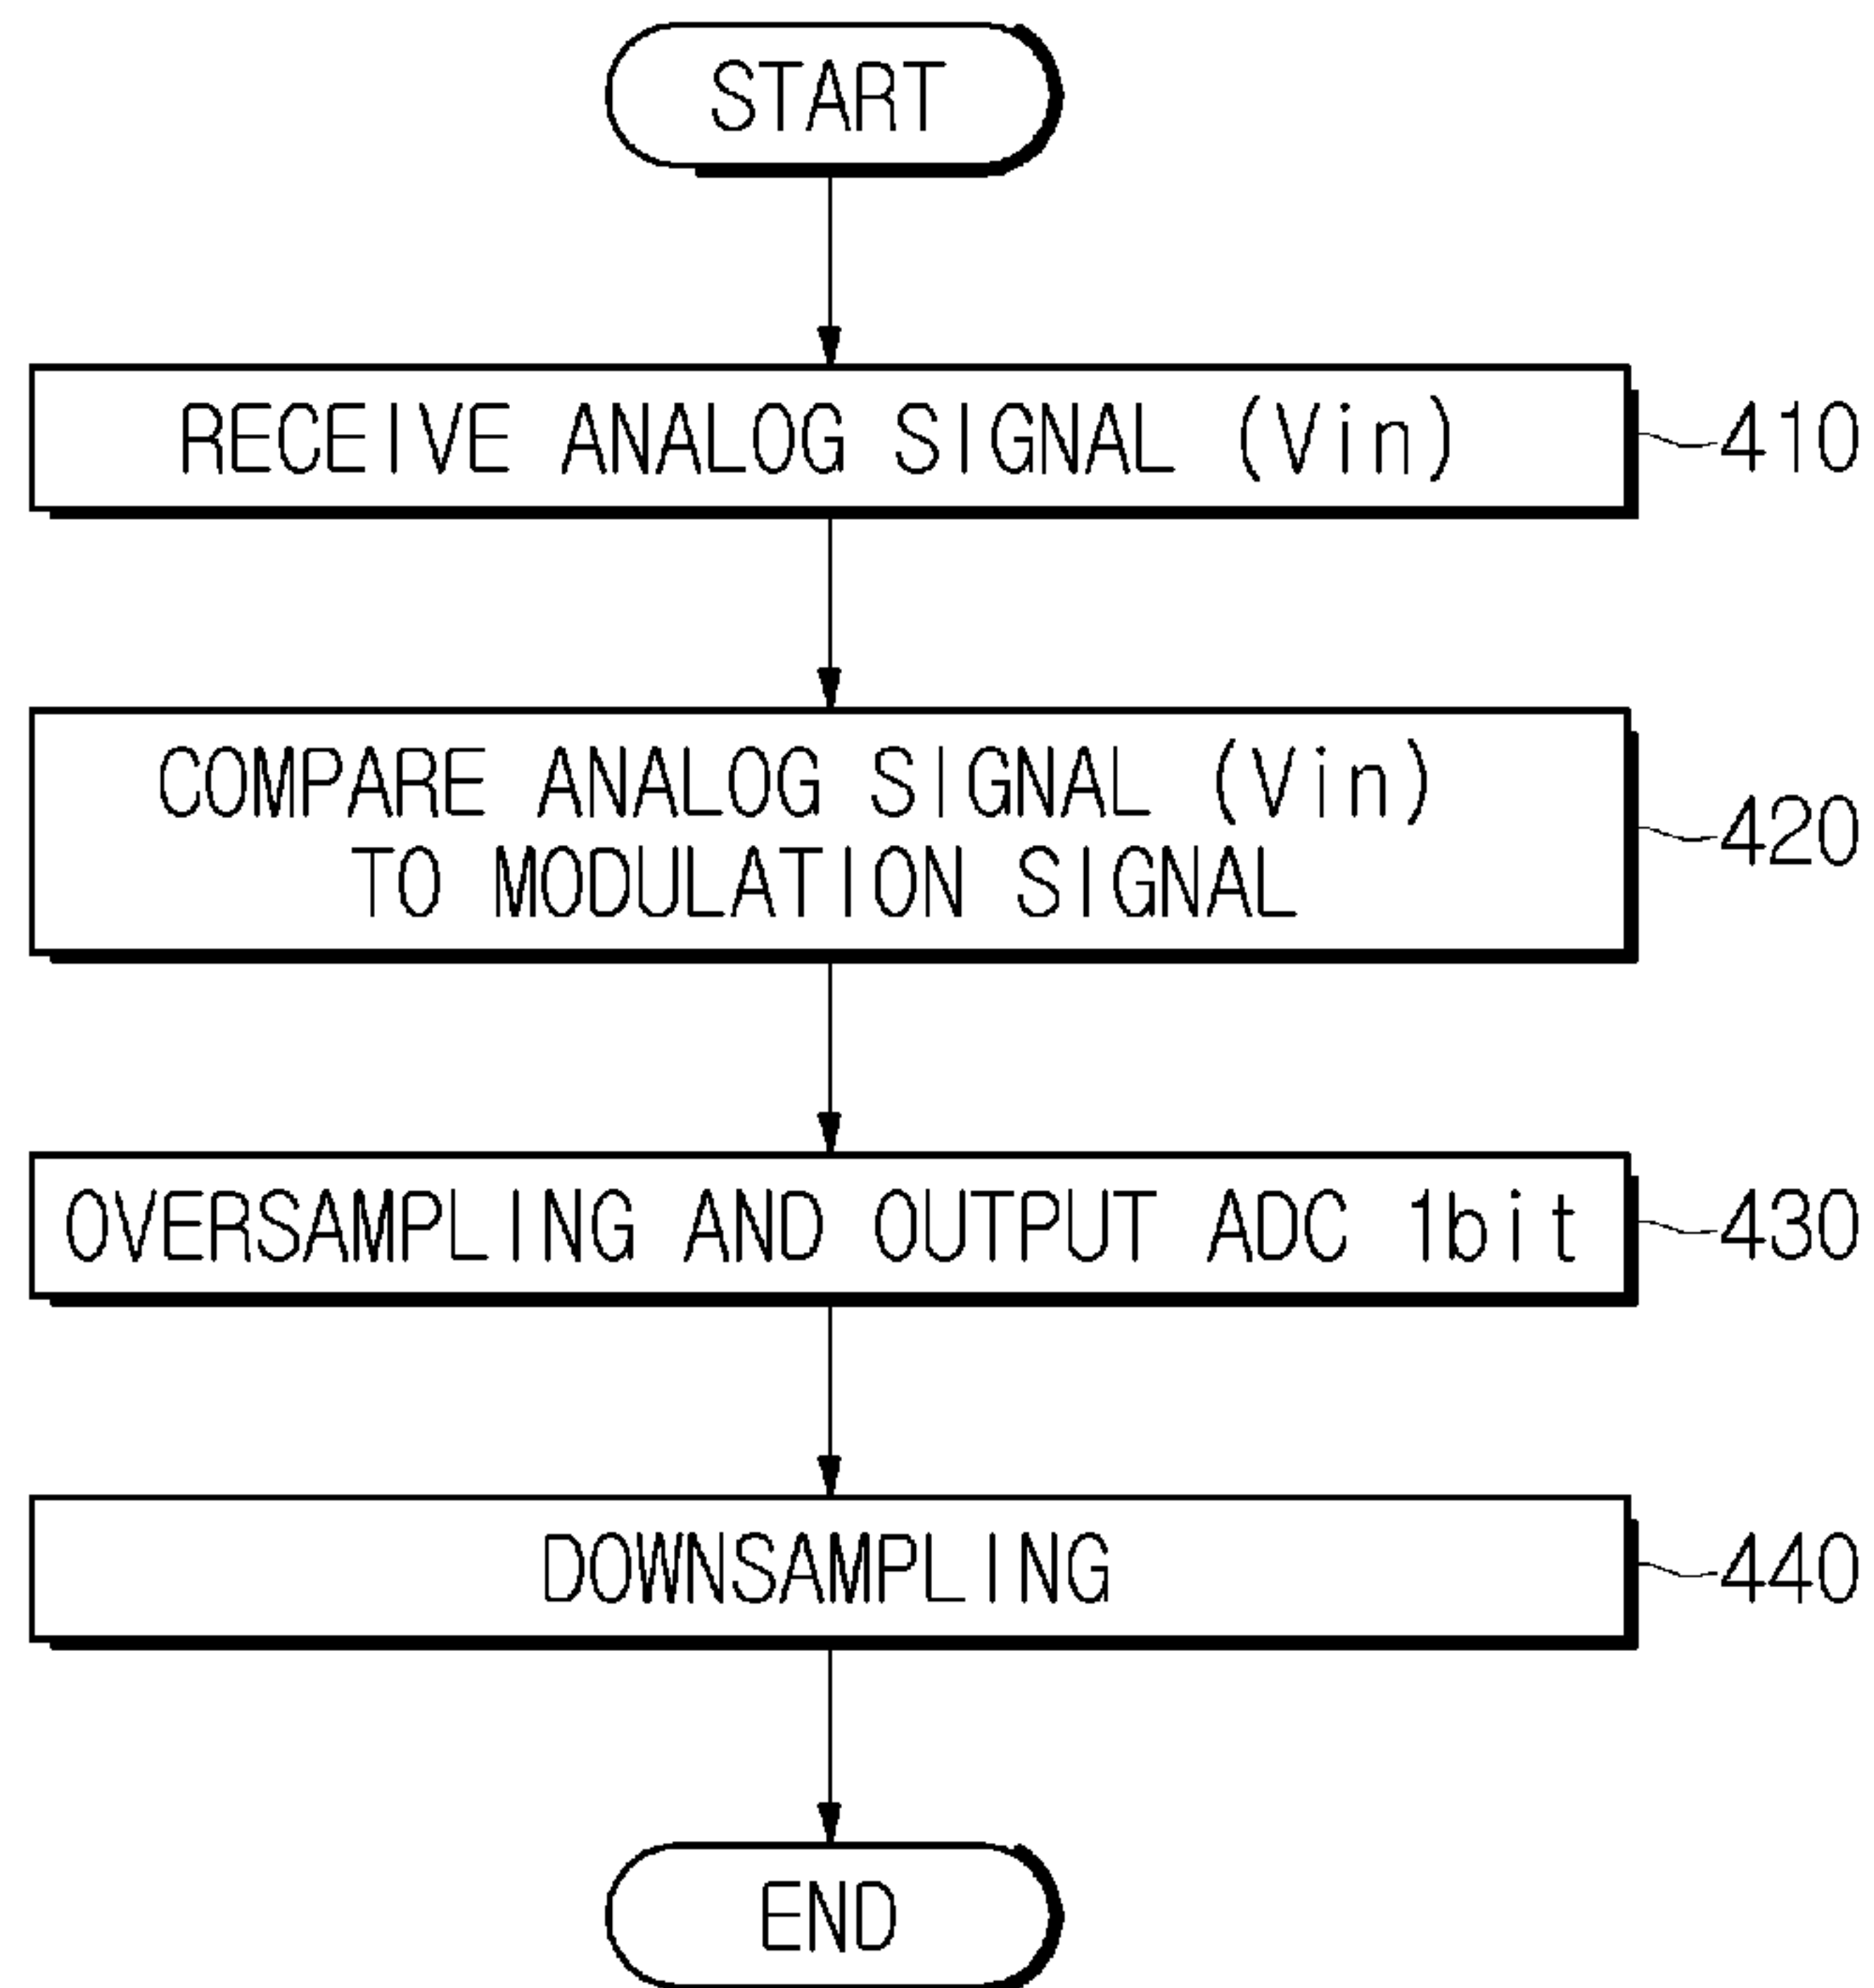 START
RECEIVE ANALOG SIGNAL (Vin)
410
COMPARE ANALOG SIGNAL (Vin)
TO MODULATION SIGNAL
420
OVERSAMPLING AND OUTPUT ADC 1bit
430
DOWNSAMPLING
440
END